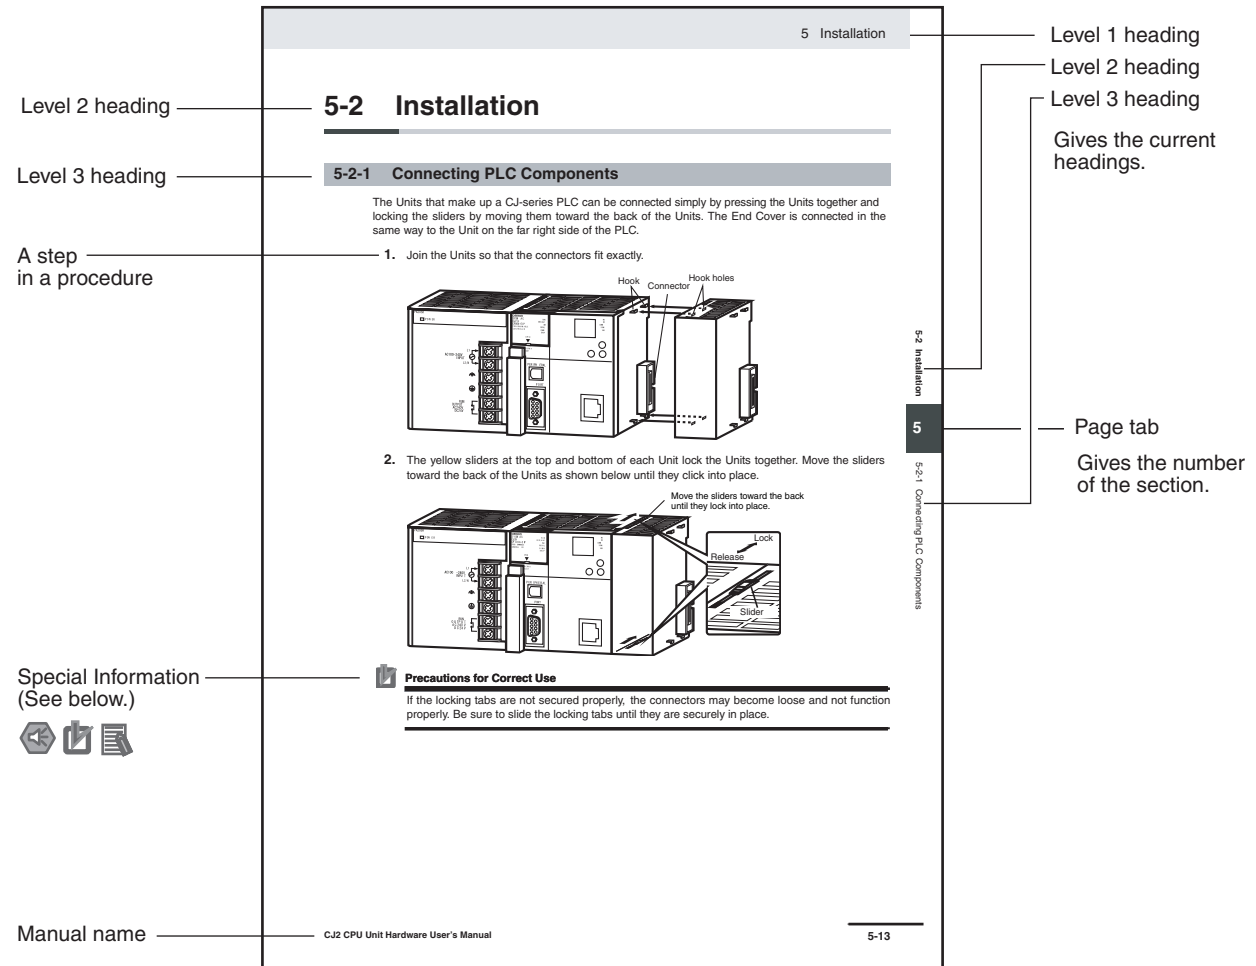 5 Installation
Level 1 heading
Level 2 heading
Level 3 heading
Gives the current
headings.
Level 2 heading
5-2 Installation
Level 3 heading
5-2-1 Connecting PLC Components
The Units that make up a CJ-series PLC can be connected simply by pressing the Units together and
locking the sliders by moving them toward the back of the Units. The End Cover is connected in the
same way to the Unit on the far right side of the PLC.
A step
in a procedure
1. Join the Units so that the connectors fit exactly.
Hook
Connector
Hook holes
5-2 Installation
5
Page tab
Gives the number
of the section.
5-2-1 Connecting PLC Components
2. The yellow sliders at the top and bottom of each Unit lock the Units together. Move the sliders
toward the back of the Units as shown below until they click into place.
Move the sliders toward the back
until they lock into place.
Lock
Release
Slider
Special Information
(See below.)
Precautions for Correct Use
If the locking tabs are not secured properly, the connectors may become loose and not function
properly. Be sure to slide the locking tabs until they are securely in place.
Manual name
CJ2 CPU Unit Hardware User's Manual
5-13